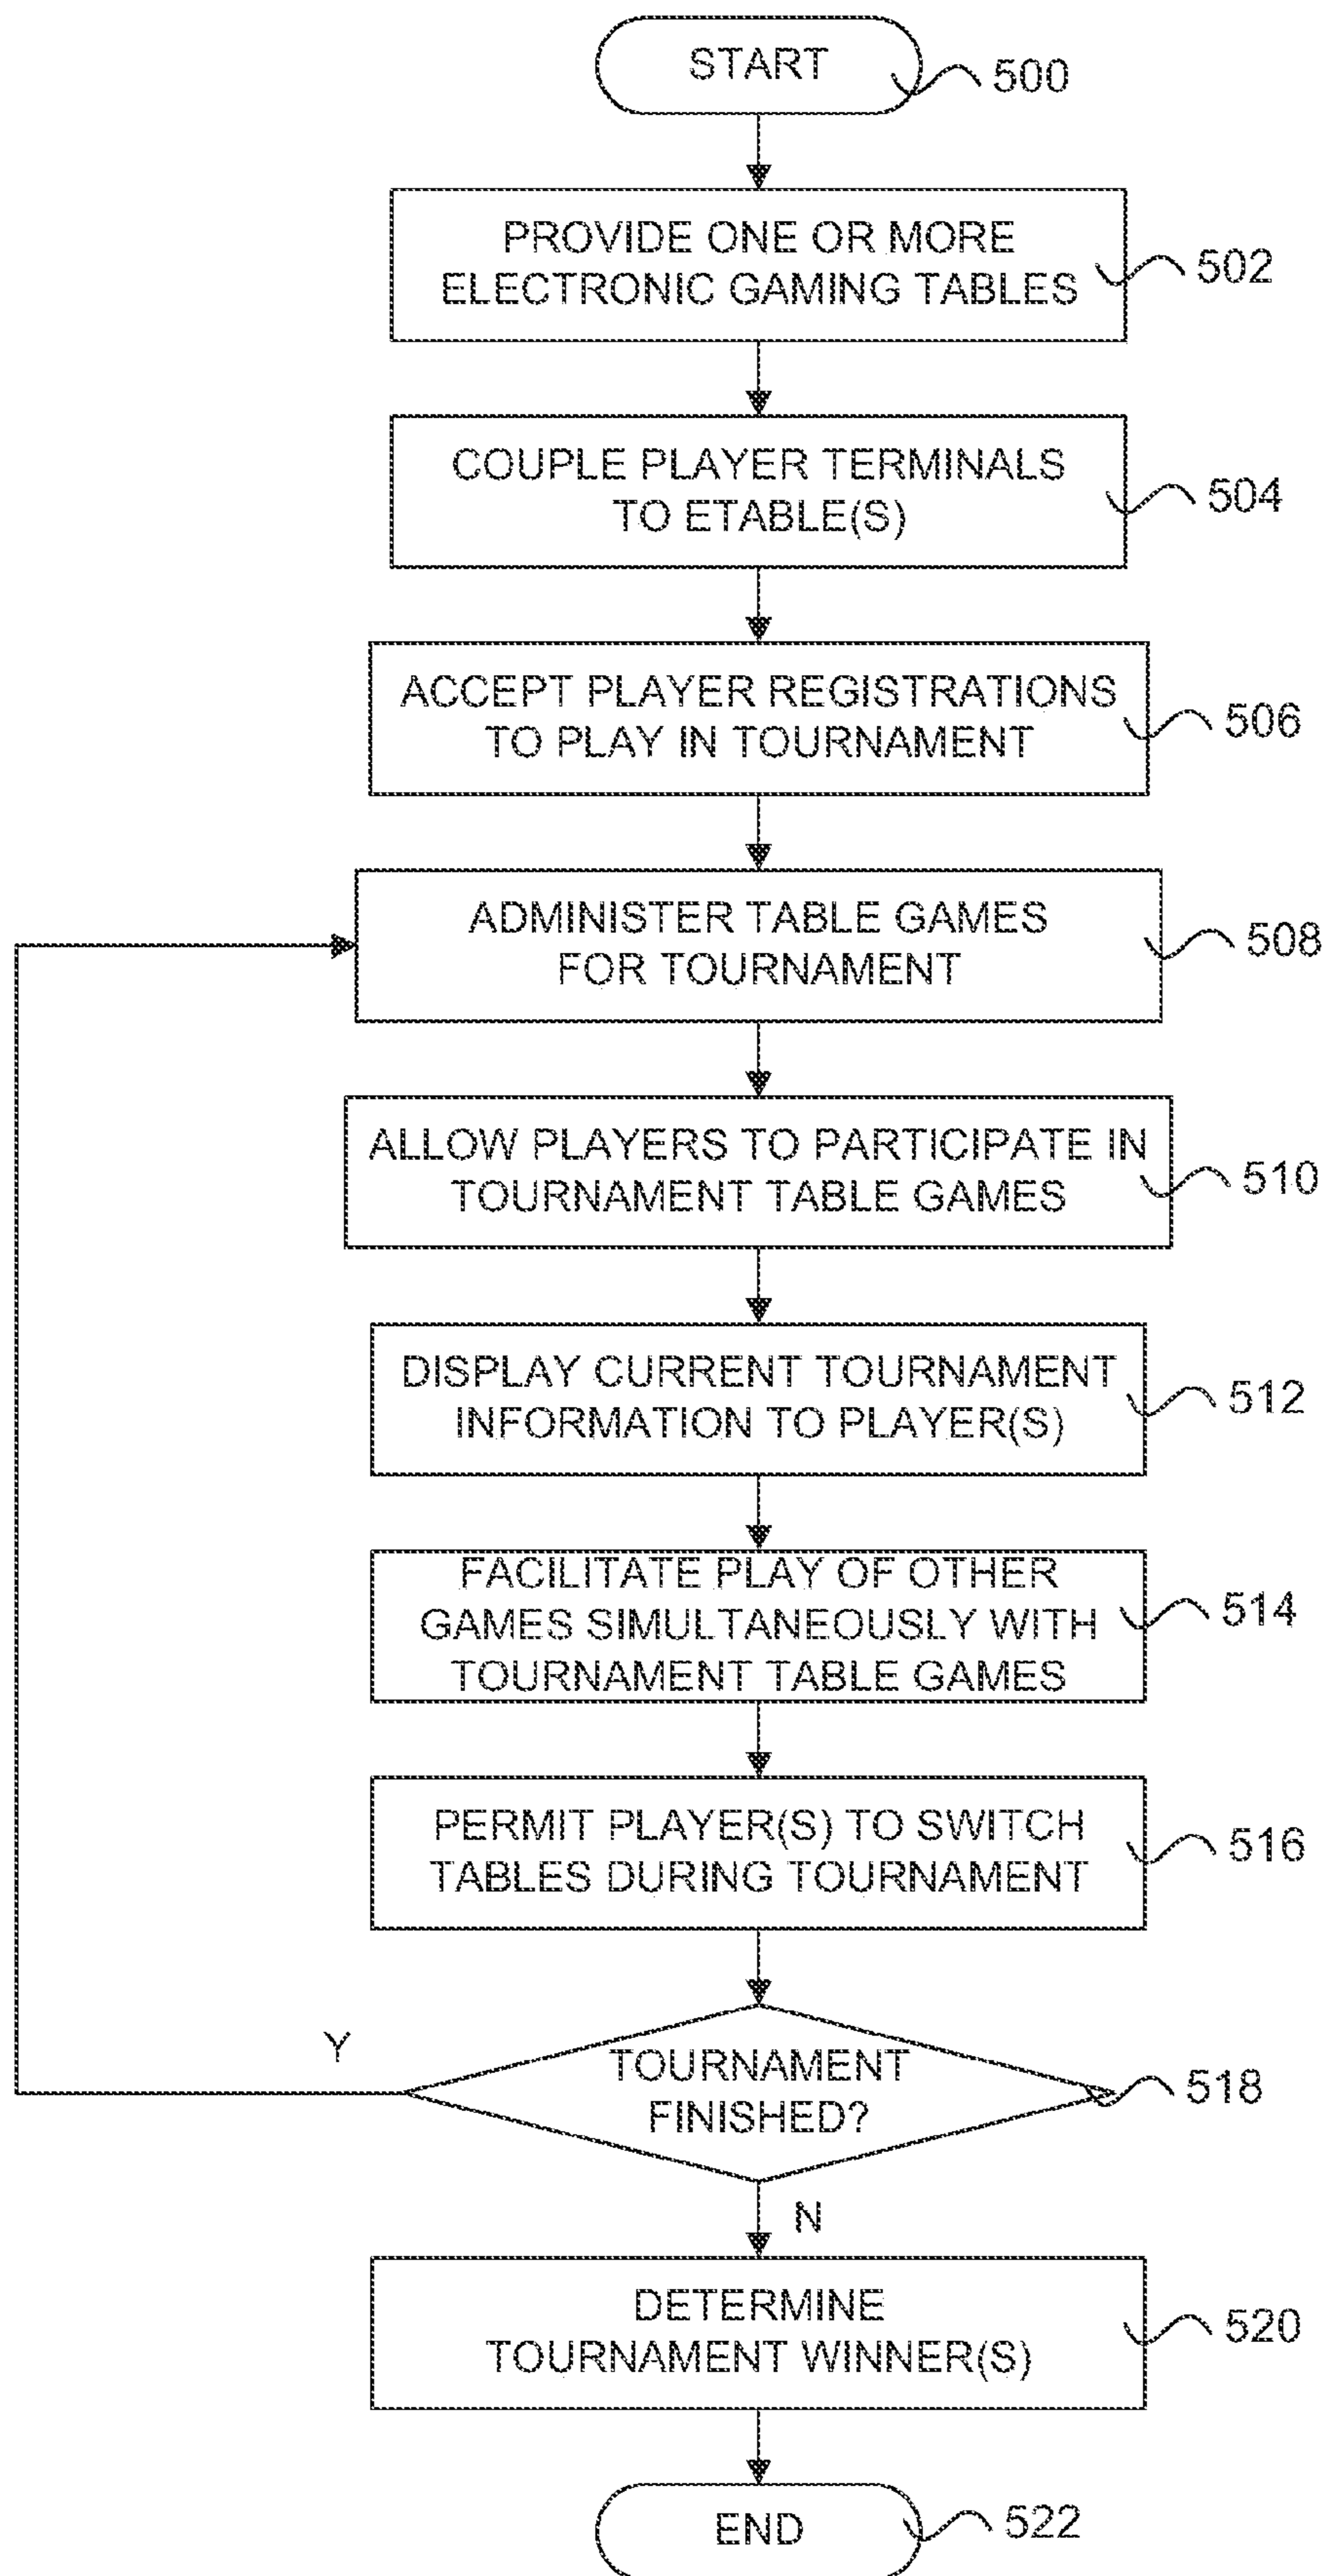 START
500
PROVIDE ONE OR MORE
ELECTRONIC GAMING TABLES
502
COUPLE PLAYER TERMINALS
TO ETABLE(S)
504
ACCEPT PLAYER REGISTRATIONS
TO PLAY IN TOURNAMENT
506
ADMINISTER TABLE GAMES
FOR TOURNAMENT
508
ALLOW PLAYERS TO PARTICIPATE IN
TOURNAMENT TABLE GAMES
510
DISPLAY CURRENT TOURNAMENT
INFORMATION TO PLAYER(S)
512
FACILITATE PLAY OF OTHER
GAMES SIMULTANEOUSLY WITH
TOURNAMENT TABLE GAMES
514
PERMIT PLAYER(S) TO SWITCH
TABLES DURING TOURNAMENT
516
Y
TOURNAMENT
FINISHED?
518
N
DETERMINE
TOURNAMENT WINNER(S)
520
END
522